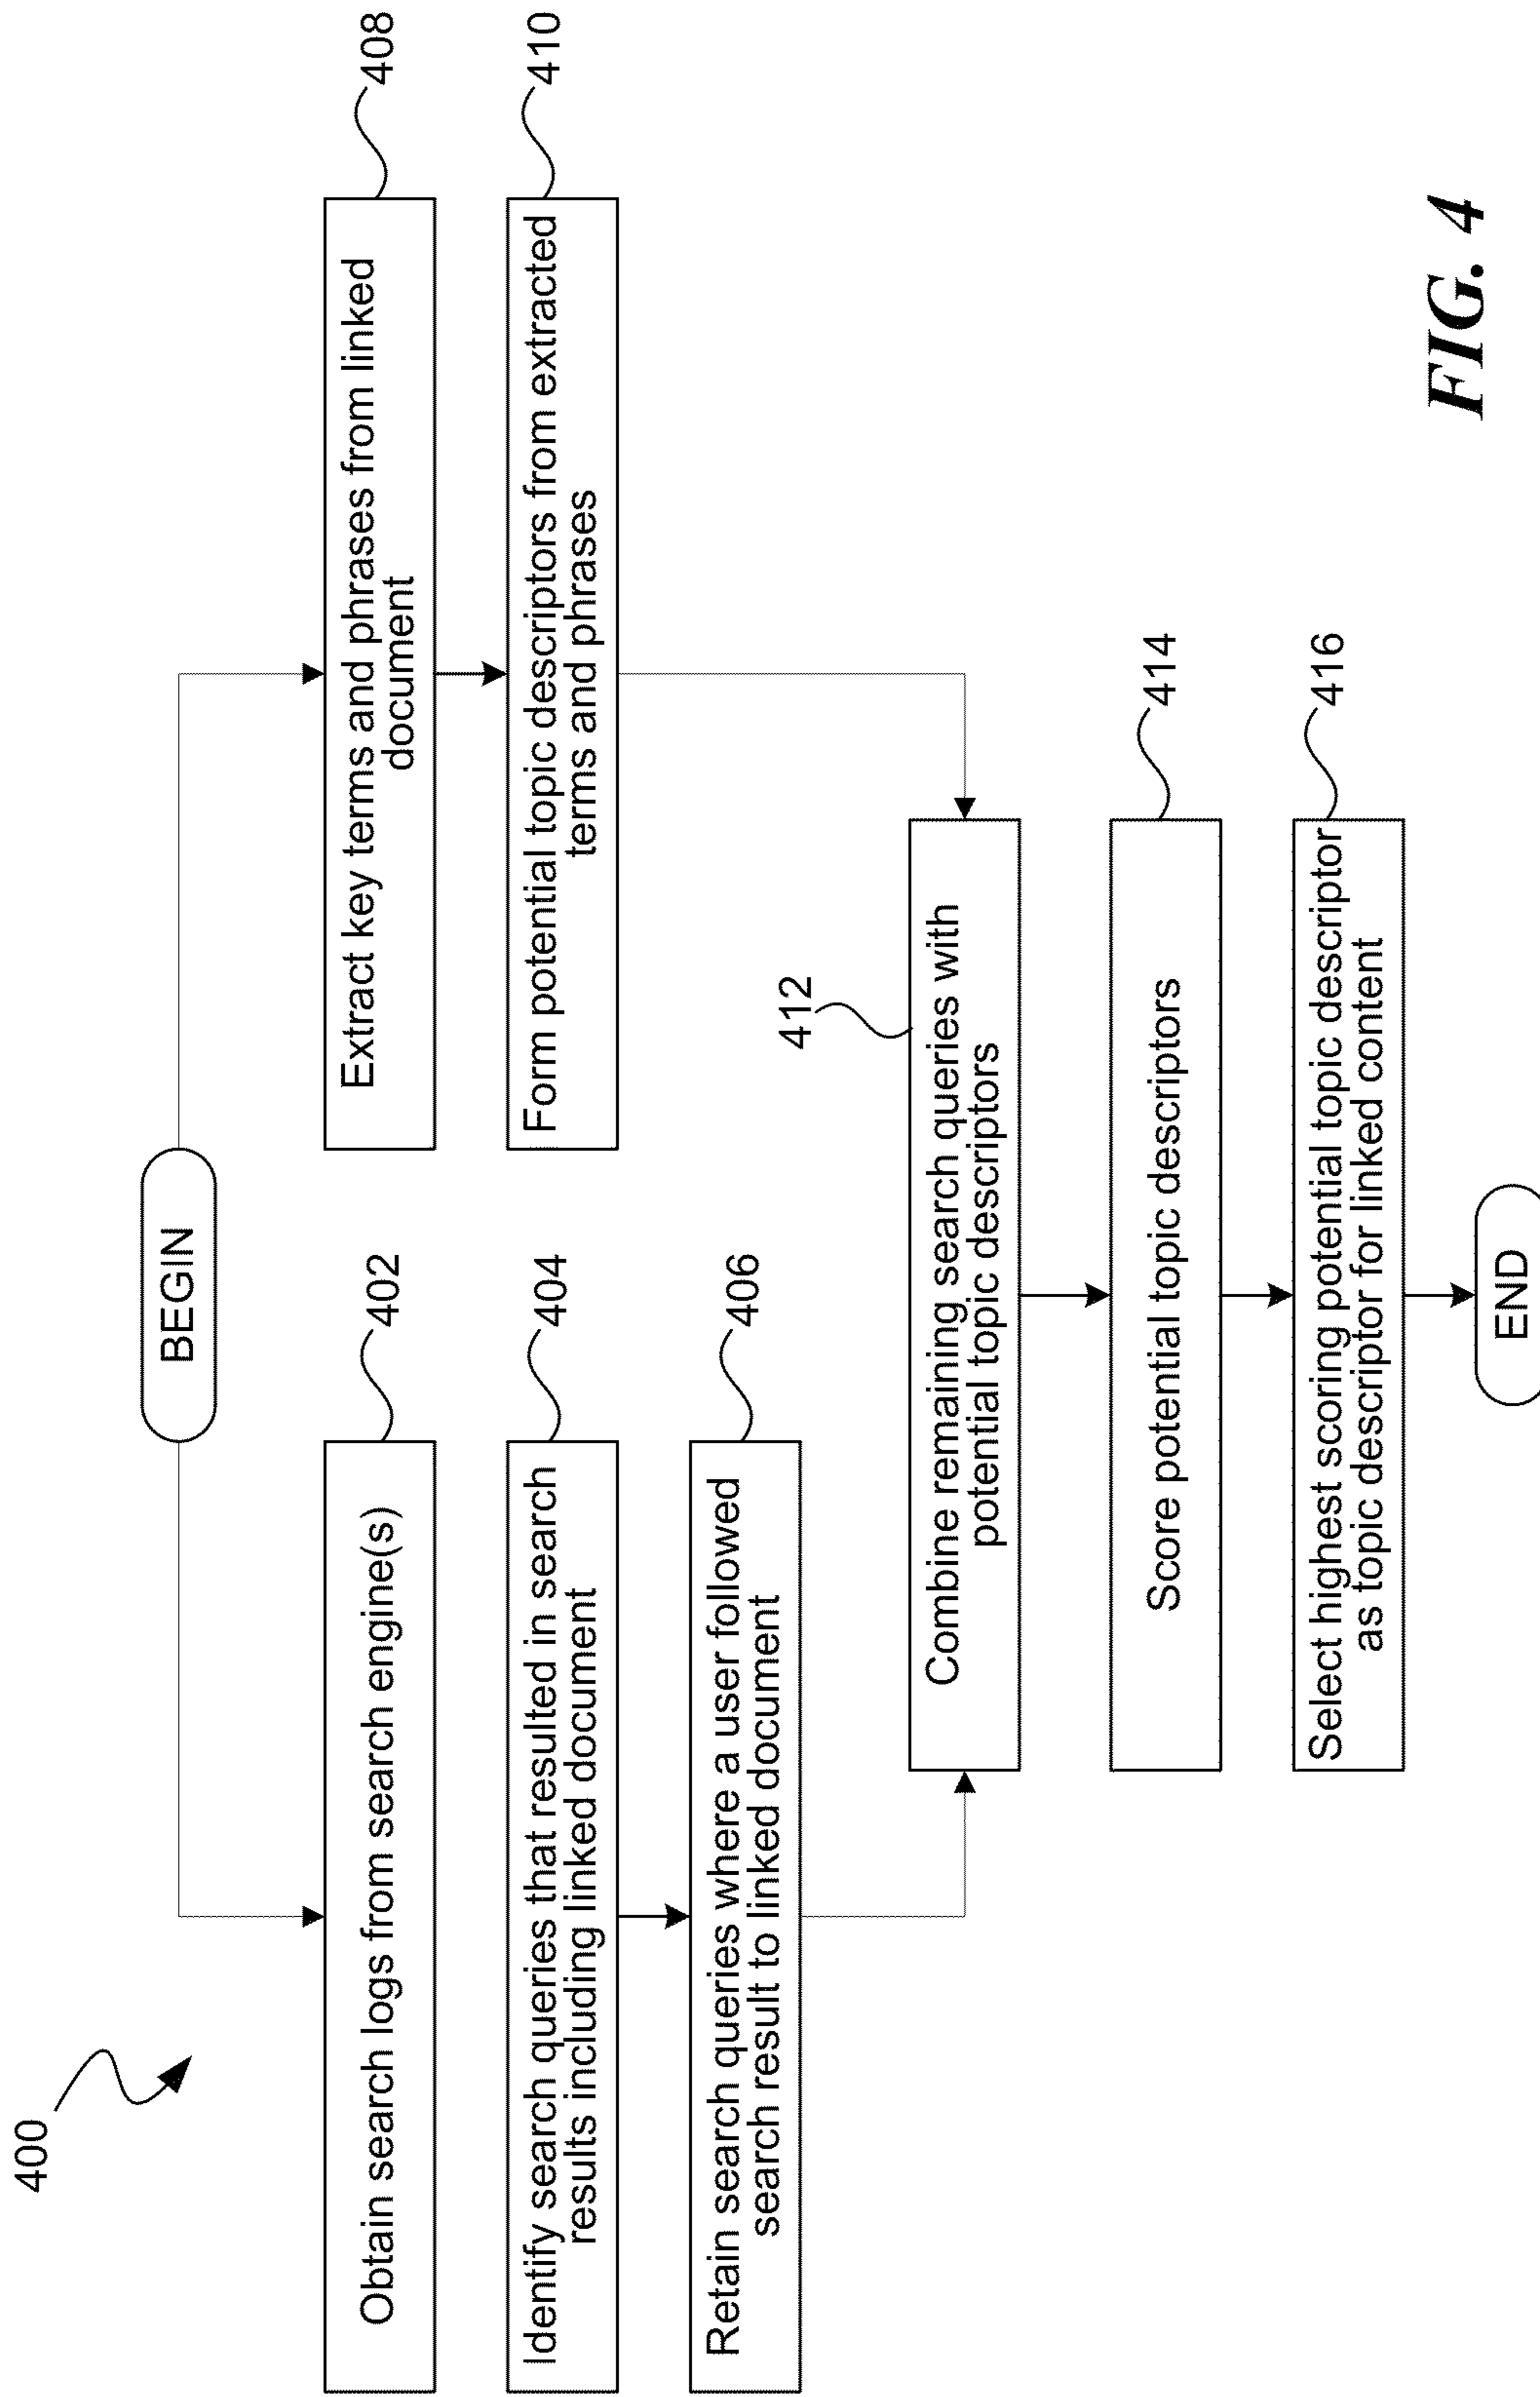 400
BEGIN
Obtain search logs from search engine(s)
402
Identify search queries that resulted in search
results including linked document
404
Retain search queries where a user followed
search result to linked document
406
Extract key terms and phrases from linked
document
408
Form potential topic descriptors from extracted
terms and phrases
410
412
Combine remaining search queries with
potential topic descriptors
Score potential topic descriptors
414
Select highest scoring potential topic descriptor
as topic descriptor for linked content
416
END
FIG. 4